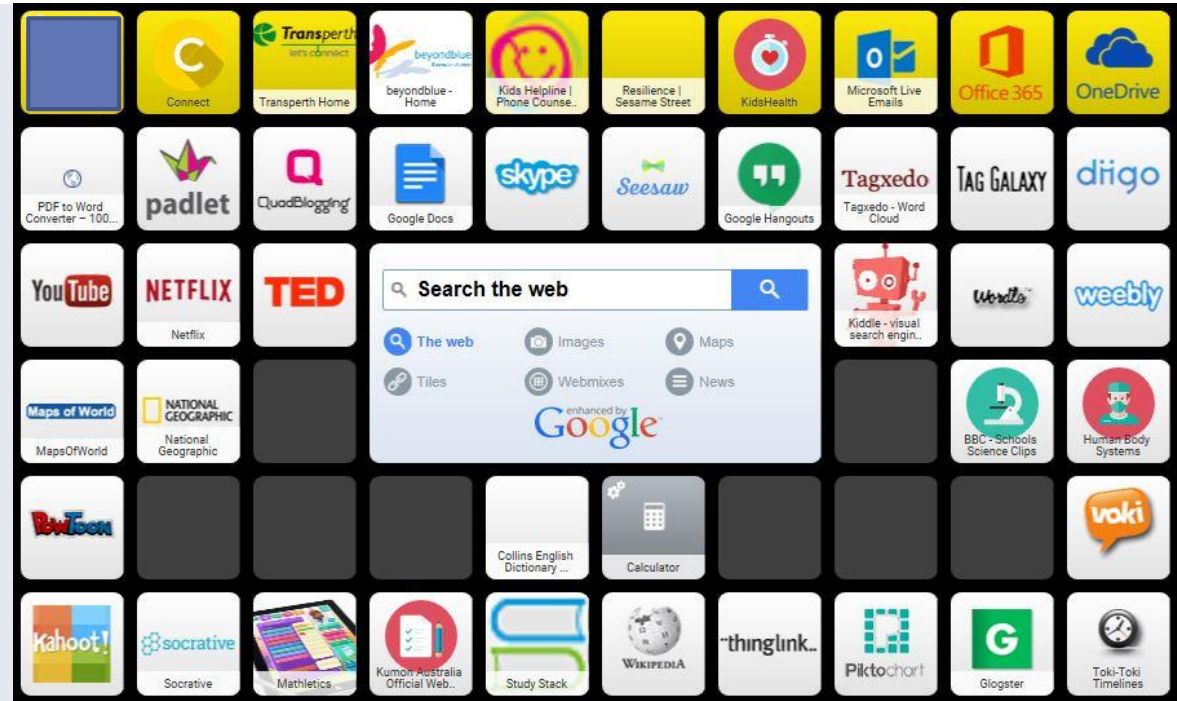 C
Connect
Transperth
let's connect
Transperth Home
beyondblue
beyondblue -
Home
Kids Helpline |
Phone Counse..
Resilience |
Sesame Street
KidsHealth
O
Microsoft Live
Emails
Office 365
OneDrive
PDF to Word
Converter – 100...
padlet
Q
QuadBlogging
Google Docs
skype
Seesaw
Google Hangouts
Tagxedo
Tagxedo - Word
Cloud
TAG GALAXY
diigo
YouTube
NETFLIX
Netflix
TED
Search the web
The web
Images
Maps
Tiles
Webmixes
News
enhanced by
Google™
Kiddle - visual
search engin..
Wordle™
weebly
Maps of World
MapsOfWorld
NATIONAL
GEOGRAPHIC
National
Geographic
BBC - Schools
Science Clips
Human Body
Systems
PowToon
Collins English
Dictionary ...
Calculator
voki
Kahoot!
socrative
Socrative
Mathletics
Kumon Australia
Official Web..
Study Stack
WIKIPEDIA
thinglink..
Piktochart
G
Glogster
Toki-Toki
Timelines